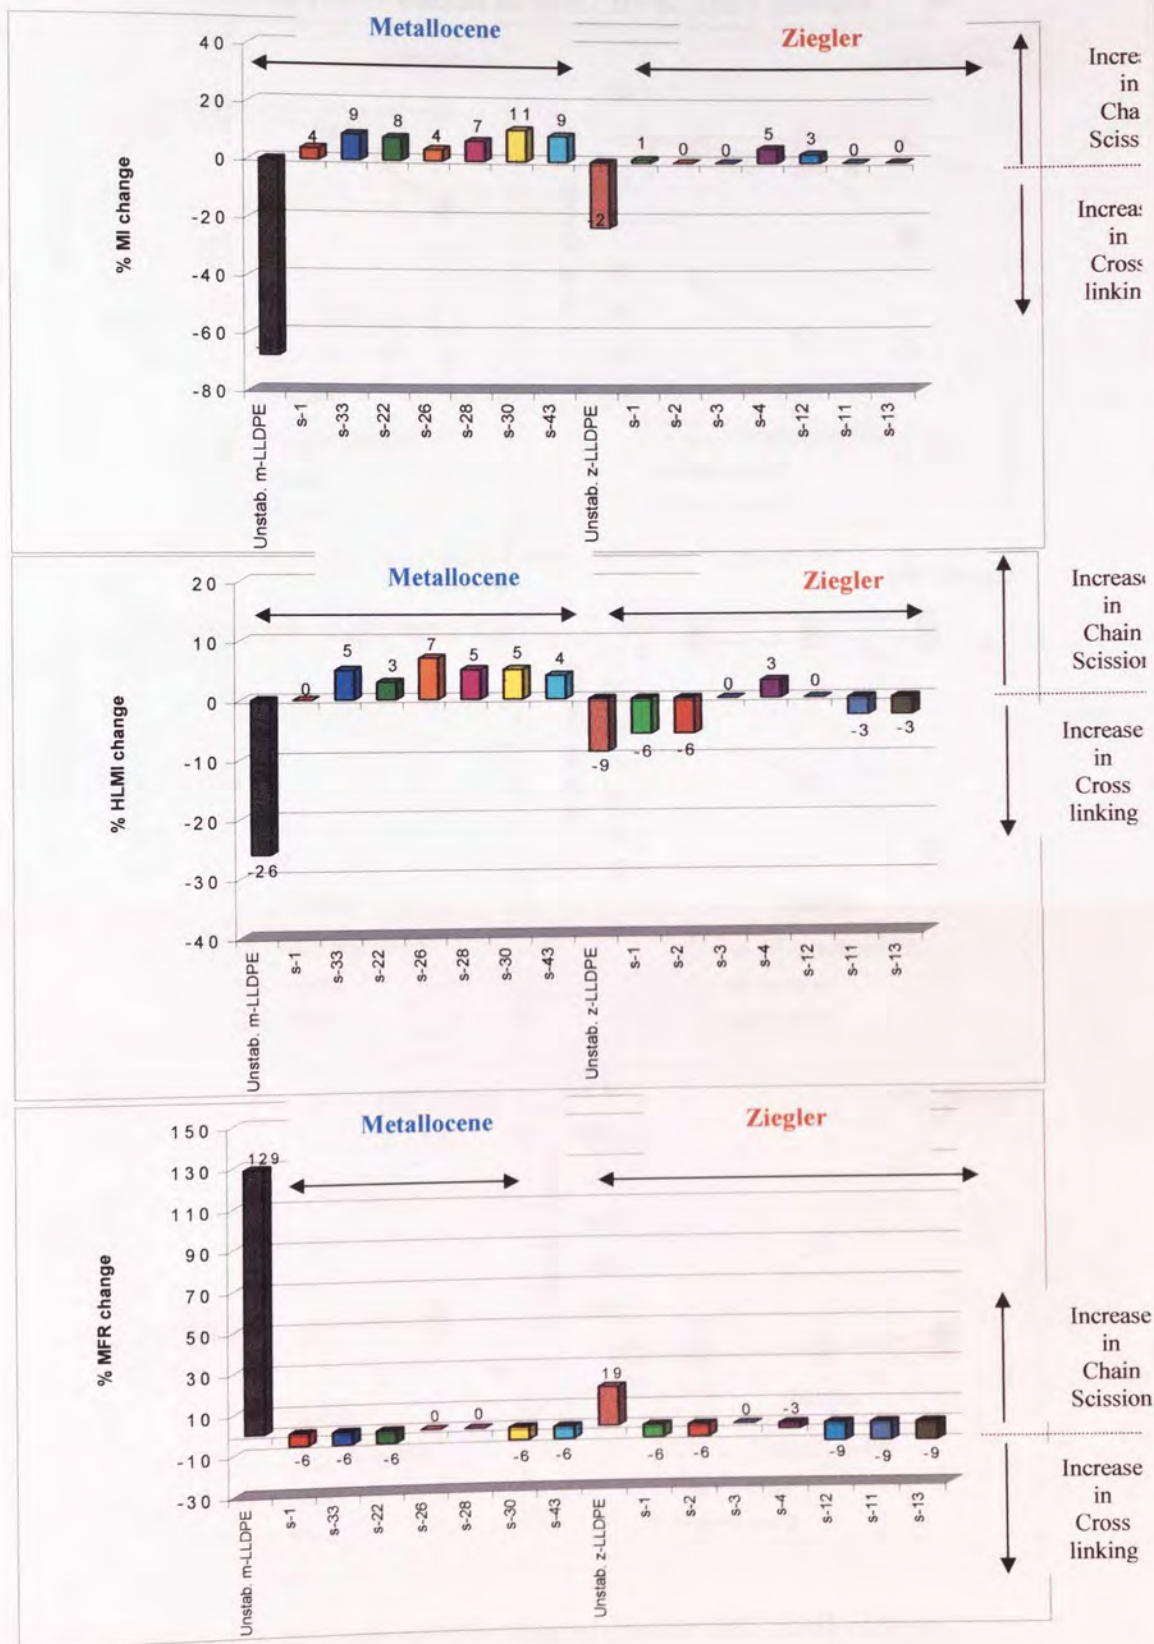 Metallocene
Ziegler
40
20
0
-20
-40
-60
-80
% MI change
4
9
8
4
7
11
9
-2
1
0
0
5
3
0
0
Unstab. m-LLDPE
s-1
s-33
s-22
s-26
s-28
s-30
s-43
Unstab. z-LLDPE
s-1
s-2
s-3
s-4
s-12
s-11
s-13
in
in
Metallocene
Ziegler
20
10
0
-10
-20
-30
-40
% HLMI change
-26
0
5
3
7
5
5
4
-9
-6
-6
0
3
0
-3
-3
Unstab. m-LLDPE
s-1
s-33
s-22
s-26
s-28
s-30
s-43
Unstab. z-LLDPE
s-1
s-2
s-3
s-4
s-12
s-11
s-13
in
Chain
Increase
in
Cross
linking
Metallocene
Ziegler
150
130
110
90
70
50
30
10
-10
-30
% MFR change
129
-6
-6
-6
0
0
-6
-6
19
-6
-6
0
-3
-9
-9
-9
Unstab. m-LLDPE
s-1
s-33
s-22
s-26
s-28
s-30
s-43
Unstab. z-LLDPE
s-1
s-2
s-3
s-4
s-12
s-11
s-13
Increase
in
Chain
Scission
Increase
in
Cross
linking